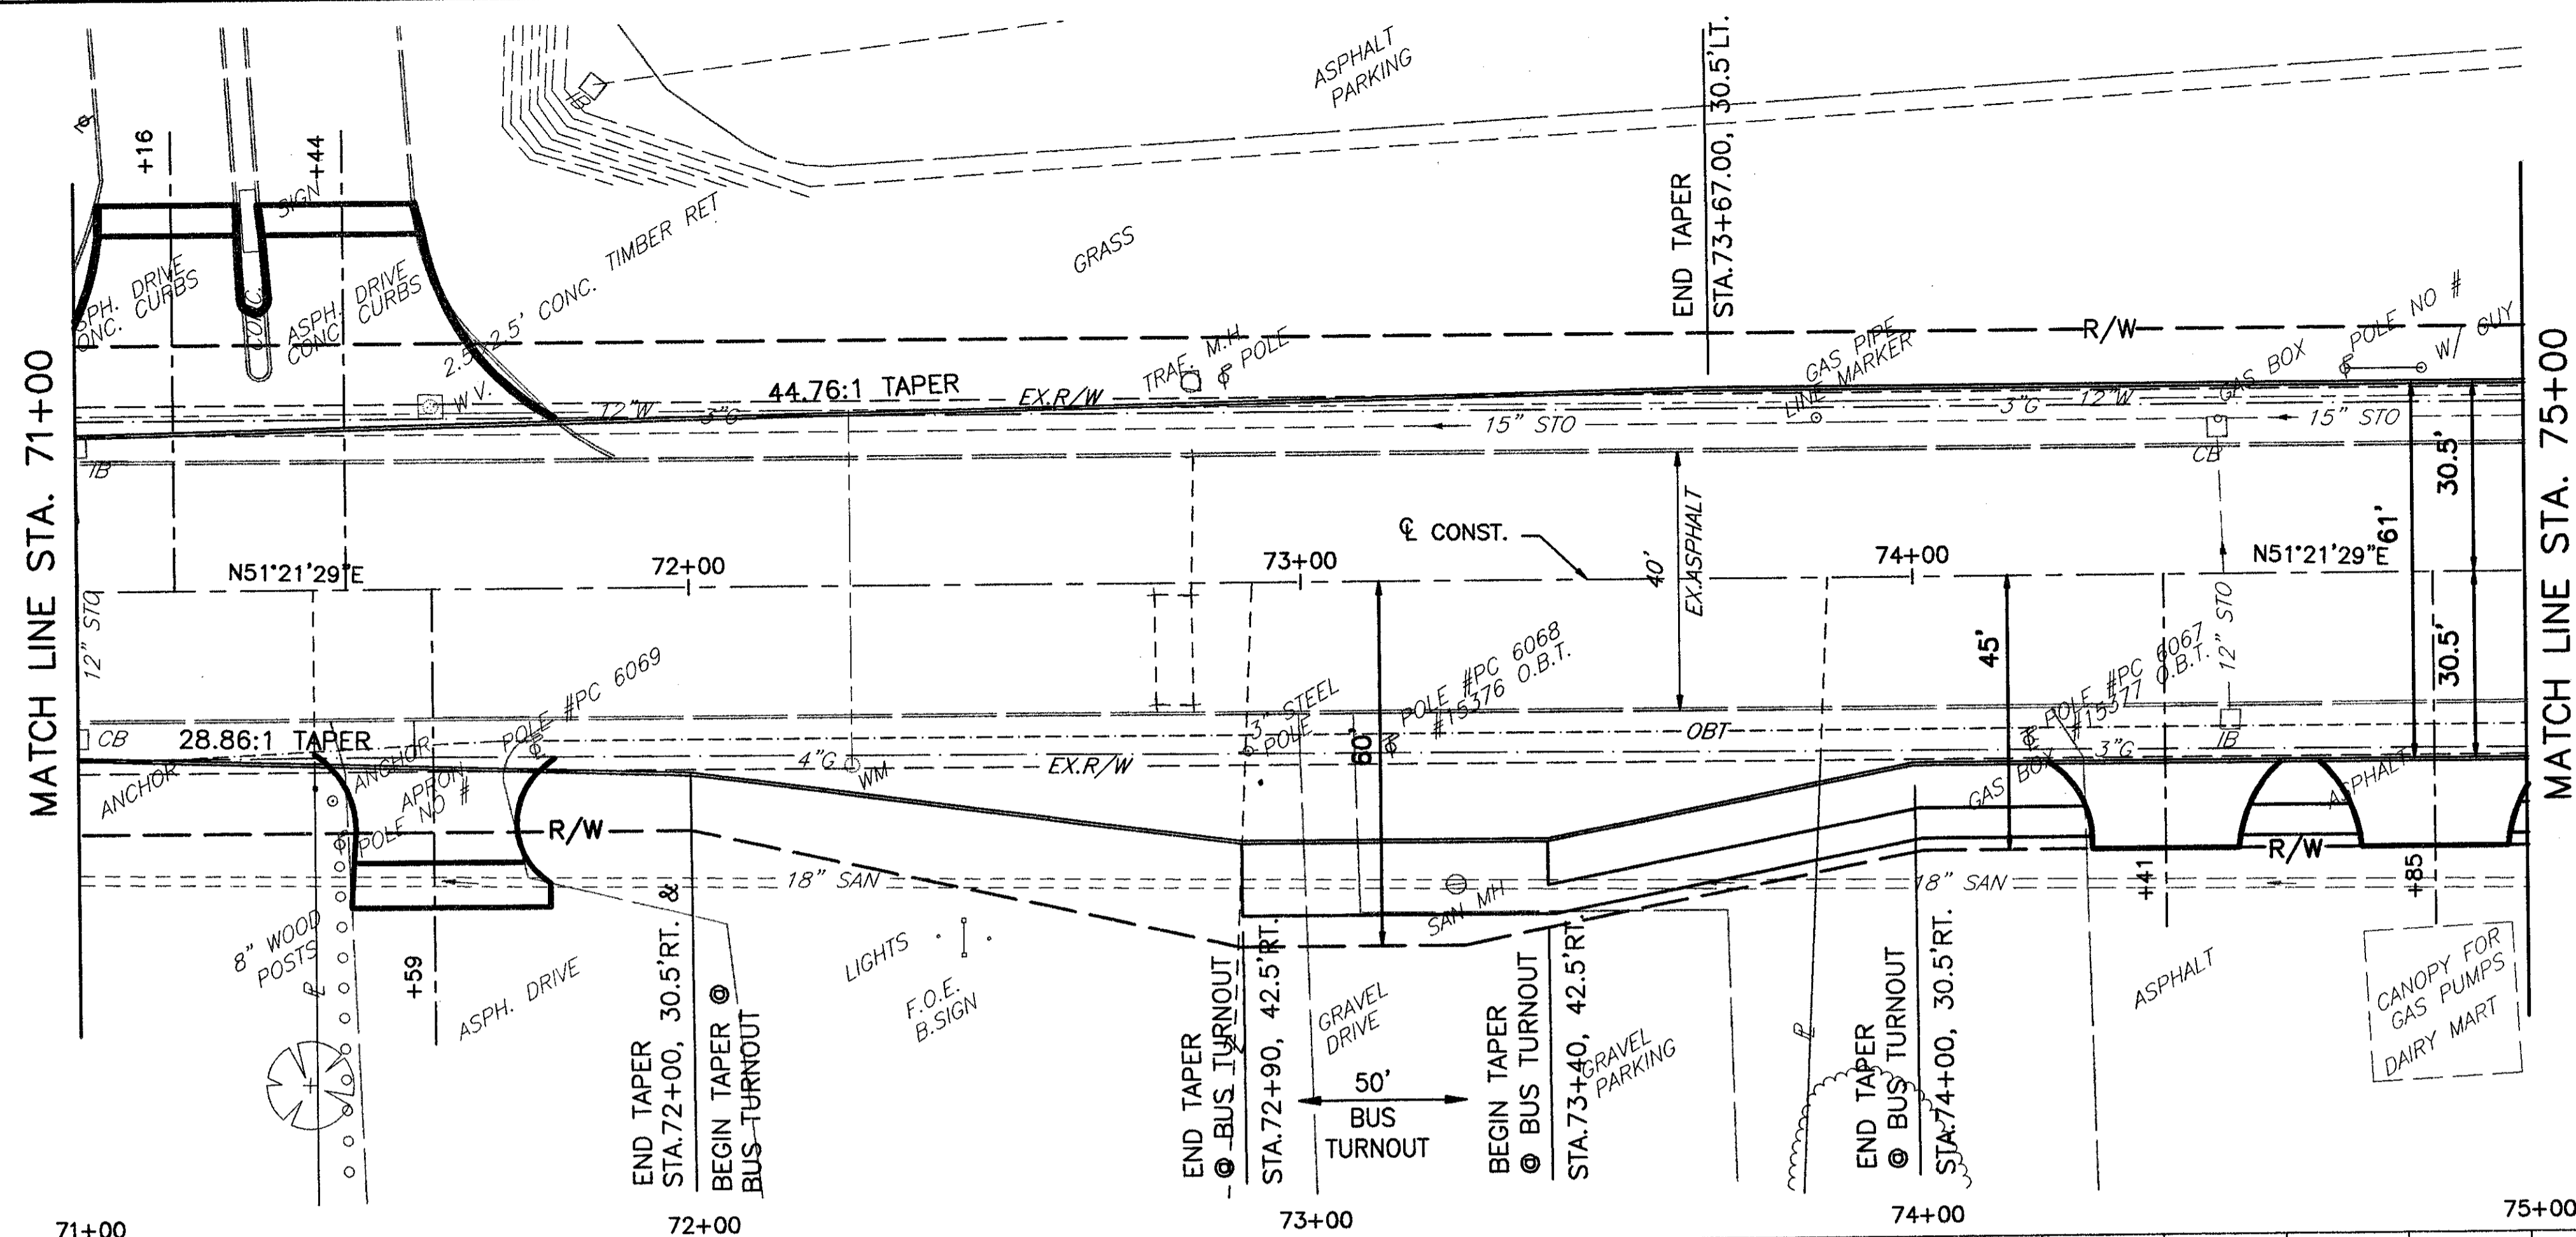 MATCH LINE STA. 71+00
+16
+44
SIGN
IB
ASPHALT
PARKING
END TAPER
STA.73+67.00, 30.5'LT.
ASPH. DRIVE
CONC. CURBS
CONC.
TIMBER RET
2.5' CONC.
GRASS
R/W
W.V.
12"W
3"G
44.76:1 TAPER
EX.R/W
TRAF. M.H.
POLE
GAS PIPE
LINE MARKER
GAS BOX
POLE NO #
W/ GUY
3"G
12"W
15" STO
15" STO
IB
CB
30.5'
61'
30.5'
N51°21'29"E
72+00
73+00
℄ CONST.
40'
EX.ASPHALT
74+00
N51°21'29"E
12" STO
12" STO
45'
60'
POLE #PC 6069
3" STEEL
POLE
POLE #PC 6068
#15376 O.B.T.
POLE #PC 6067
#15377 O.B.T.
CB
28.86:1 TAPER
OBT
IB
ANCHOR
ANCHOR
APRON
POLE NO #
4"G
WM
EX.R/W
GAS BOX
3"G
ASPHALT
R/W
R/W
18" SAN
SAN MH
18" SAN
+41
+85
8" WOOD
POSTS
+59
ASPH. DRIVE
LIGHTS
F.O.E.
B.SIGN
END TAPER
STA.72+00, 30.5'RT. &
BEGIN TAPER @
BUS TURNOUT
END TAPER
@ BUS TURNOUT
STA.72+90, 42.5'RT.
GRAVEL
DRIVE
50'
BUS
TURNOUT
BEGIN TAPER
@ BUS TURNOUT
STA.73+40, 42.5'RT.
GRAVEL
PARKING
END TAPER
@ BUS TURNOUT
STA.74+00, 30.5'RT.
ASPHALT
CANOPY FOR
GAS PUMPS
DAIRY MART
MATCH LINE STA. 75+00
71+00
72+00
73+00
74+00
75+00